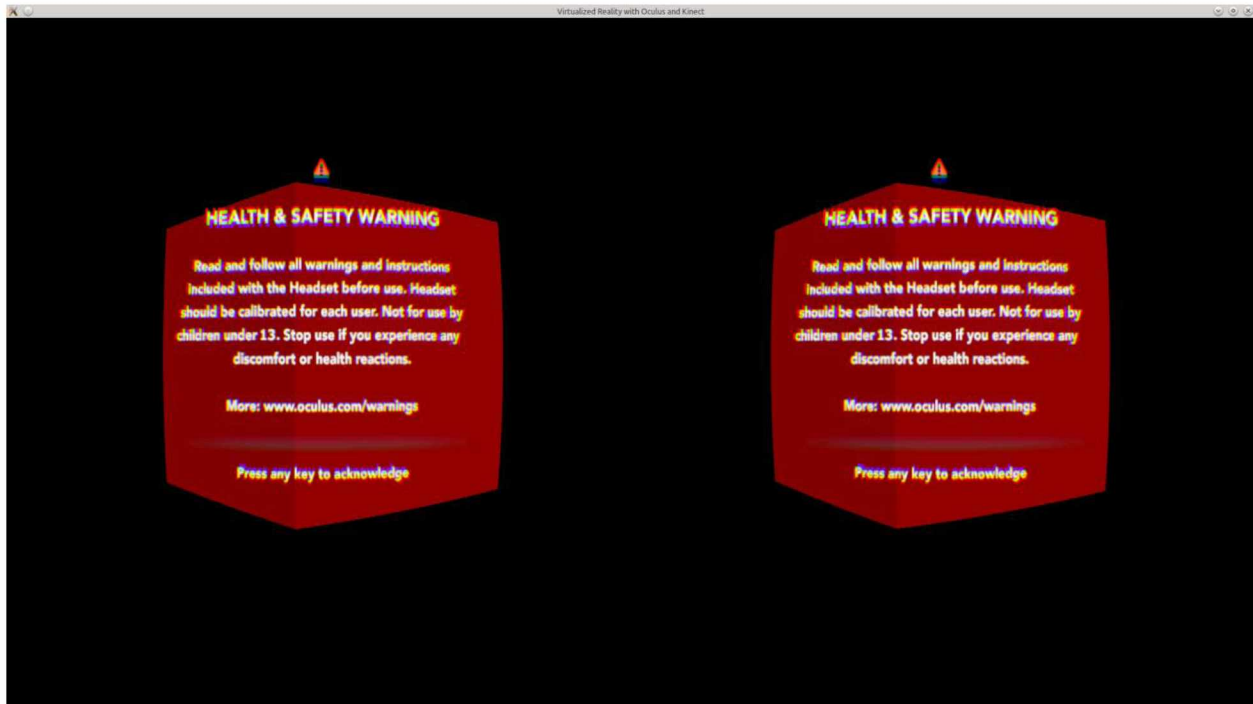 Virtualized Reality with Oculus and Kinect
HEALTH & SAFETY WARNING
Read and follow all warnings and instructions
included with the Headset before use. Headset
should be calibrated for each user. Not for use by
children under 13. Stop use if you experience any
discomfort or health reactions.
More: www.oculus.com/warnings
Press any key to acknowledge
HEALTH & SAFETY WARNING
Read and follow all warnings and instructions
included with the Headset before use. Headset
should be calibrated for each user. Not for use by
children under 13. Stop use if you experience any
discomfort or health reactions.
More: www.oculus.com/warnings
Press any key to acknowledge